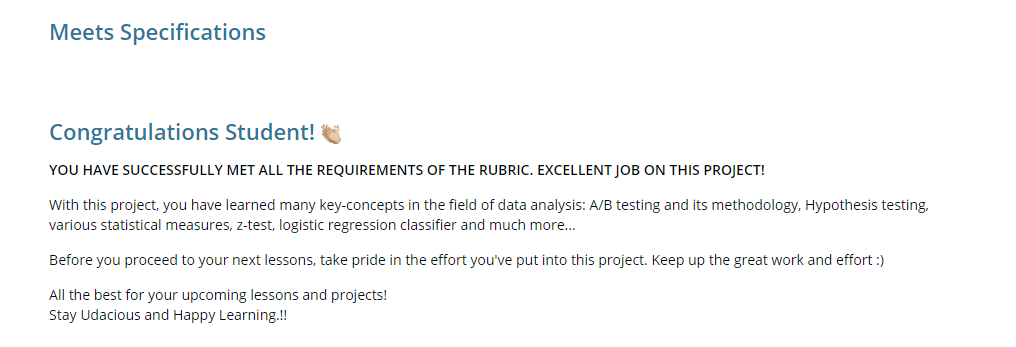 Meets Specifications
Congratulations Student! 👏🏼
YOU HAVE SUCCESSFULLY MET ALL THE REQUIREMENTS OF THE RUBRIC. EXCELLENT JOB ON THIS PROJECT!
With this project, you have learned many key-concepts in the field of data analysis: A/B testing and its methodology, Hypothesis testing,
various statistical measures, z-test, logistic regression classifier and much more...
Before you proceed to your next lessons, take pride in the effort you've put into this project. Keep up the great work and effort :)
All the best for your upcoming lessons and projects!
Stay Udacious and Happy Learning.!!